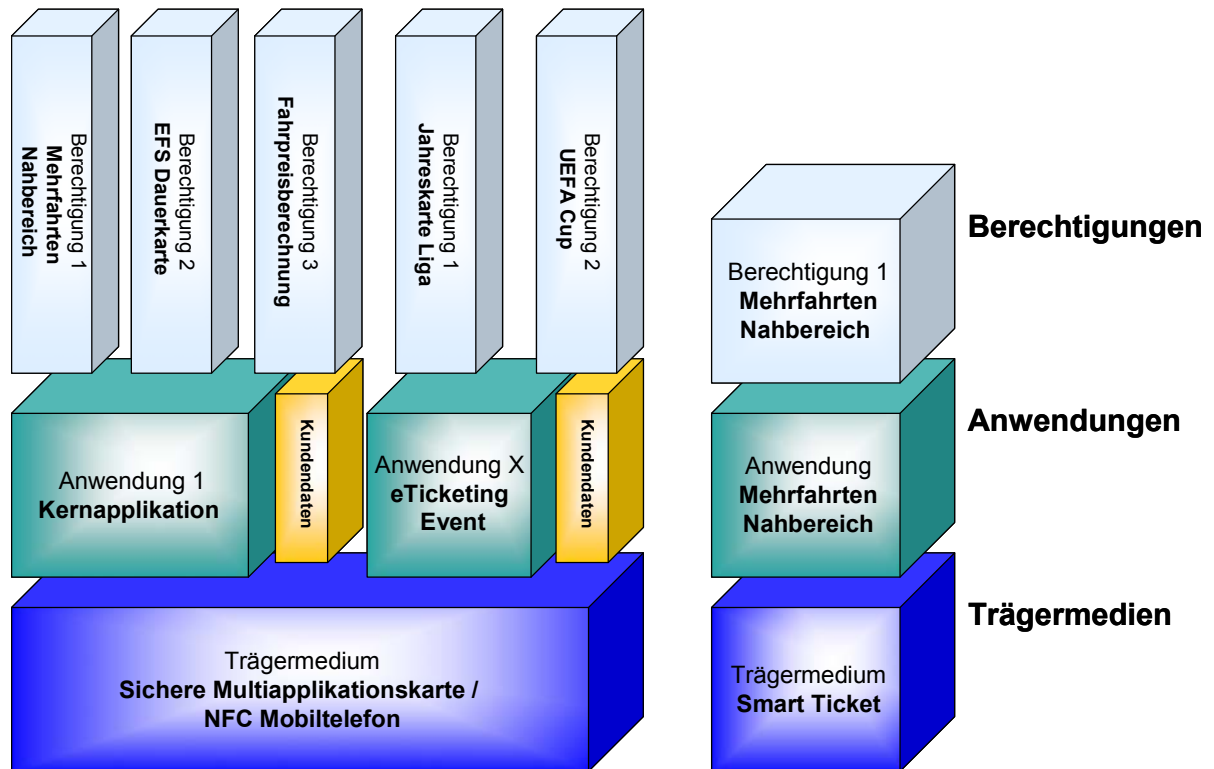 Berechtigung 1
Mehrfahrten
Nahbereich
Berechtigung 2
EFS Dauerkarte
Berechtigung 3
Fahrpreisberechnung
Berechtigung 1
Jahreskarte Liga
Berechtigung 2
UEFA Cup
Berechtigung 1
Mehrfahrten
Nahbereich
Berechtigungen
Anwendung 1
Kernapplikation
Kundendaten
Anwendung X
eTicketing
Event
Kundendaten
Anwendung
Mehrfahrten
Nahbereich
Anwendungen
Trägermedium
Sichere Multiapplikationskarte /
NFC Mobiltelefon
Trägermedium
Smart Ticket
Trägermedien